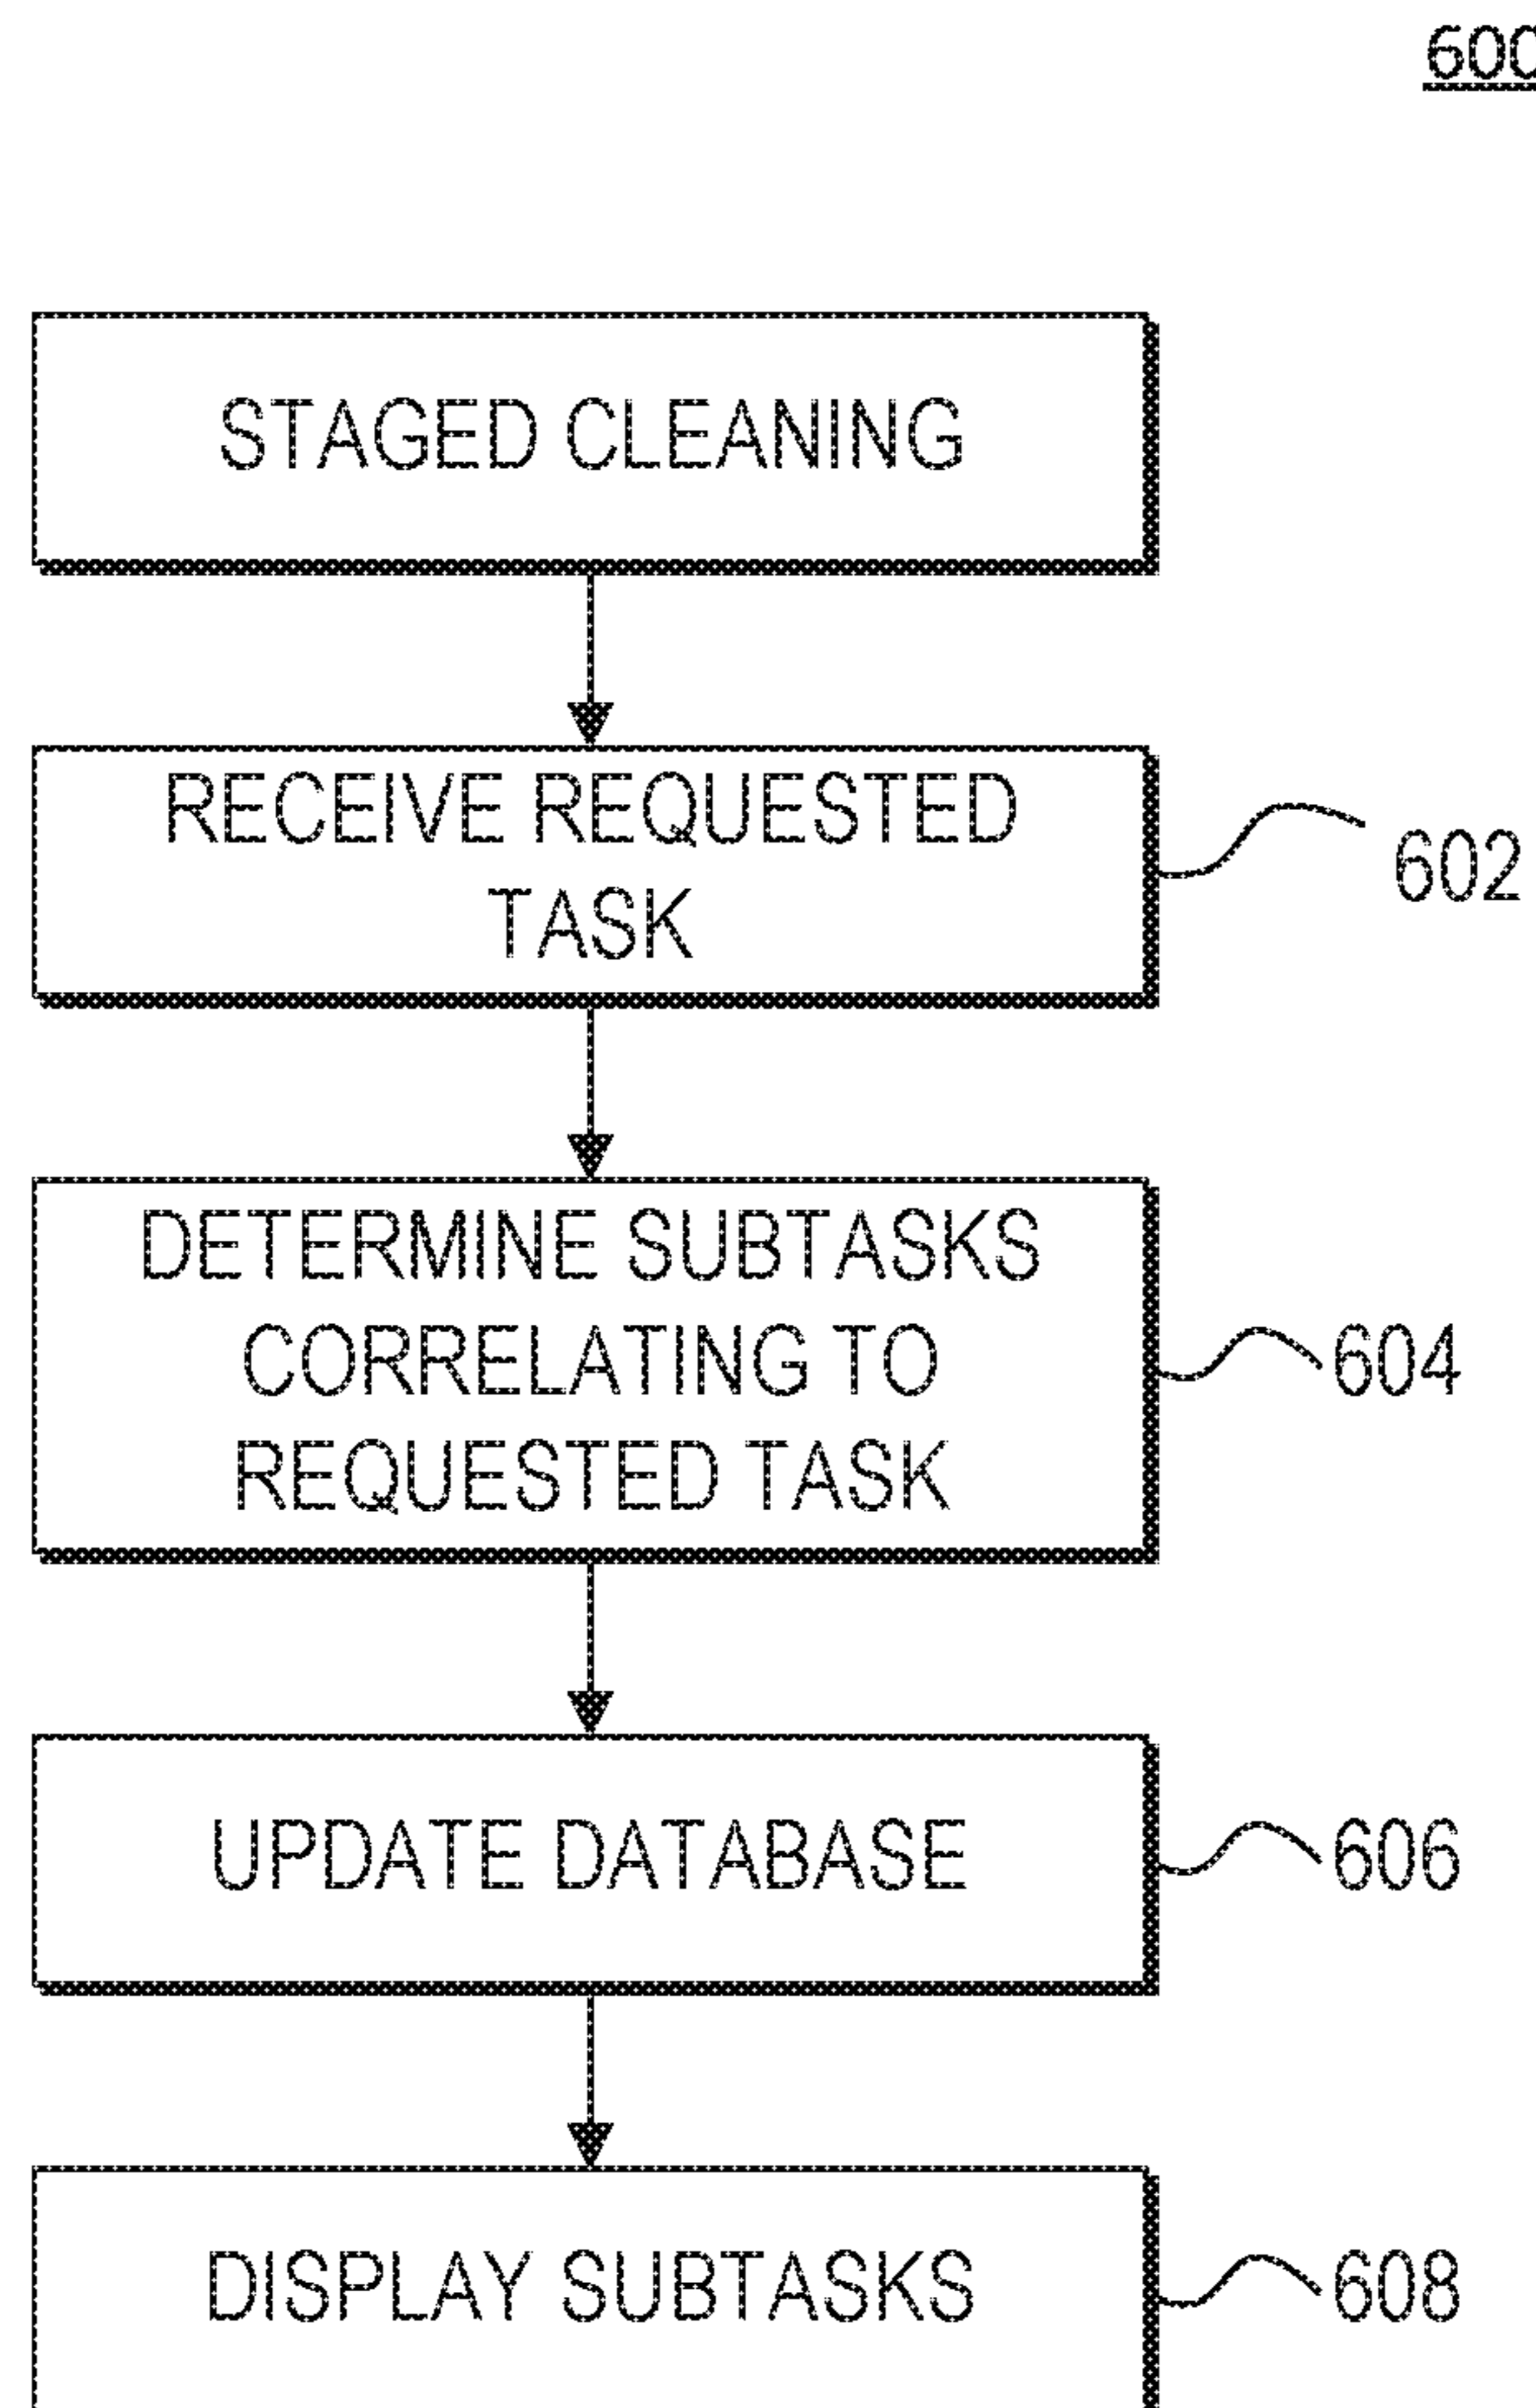 600
STAGED CLEANING
RECEIVE REQUESTED
TASK
602
DETERMINE SUBTASKS
CORRELATING TO
REQUESTED TASK
604
UPDATE DATABASE
606
DISPLAY SUBTASKS
608